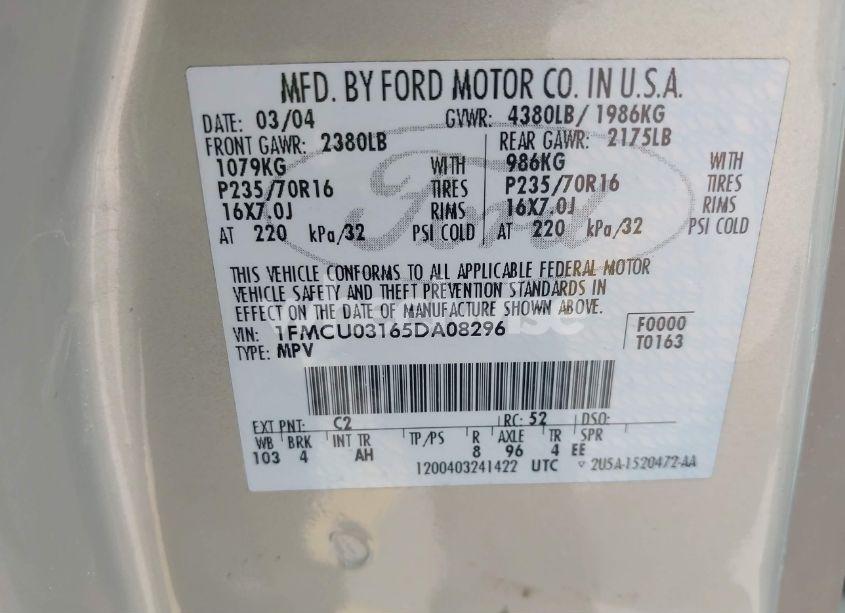 MFD. BY FORD MOTOR CO. IN U.S.A.
DATE: 03/04 GVWR: 4380LB/ 1986KG
FRONT GAWR: 2380LB REAR GAWR: 2175LB
1079KG WITH 986KG WITH
P235/70R16 TIRES P235/70R16 TIRES
16X7.0J RIMS 16X7.0J RIMS
AT 220 kPa/32 PSI COLD AT 220 kPa/32 PSI COLD
Ford
THIS VEHICLE CONFORMS TO ALL APPLICABLE FEDERAL MOTOR
VEHICLE SAFETY AND THEFT PREVENTION STANDARDS IN
EFFECT ON THE DATE OF MANUFACTURE SHOWN ABOVE.
VIN: 1FMCU03165DA08296 F0000
TYPE: MPV T0163
EXT PNT: C2 RC: 52 DSO:
WB BRK INT TR TP/PS R AXLE TR SPR
103 4 AH 8 96 4 EE
1200403241422 UTC ▽ 2U5A-1520472-AA